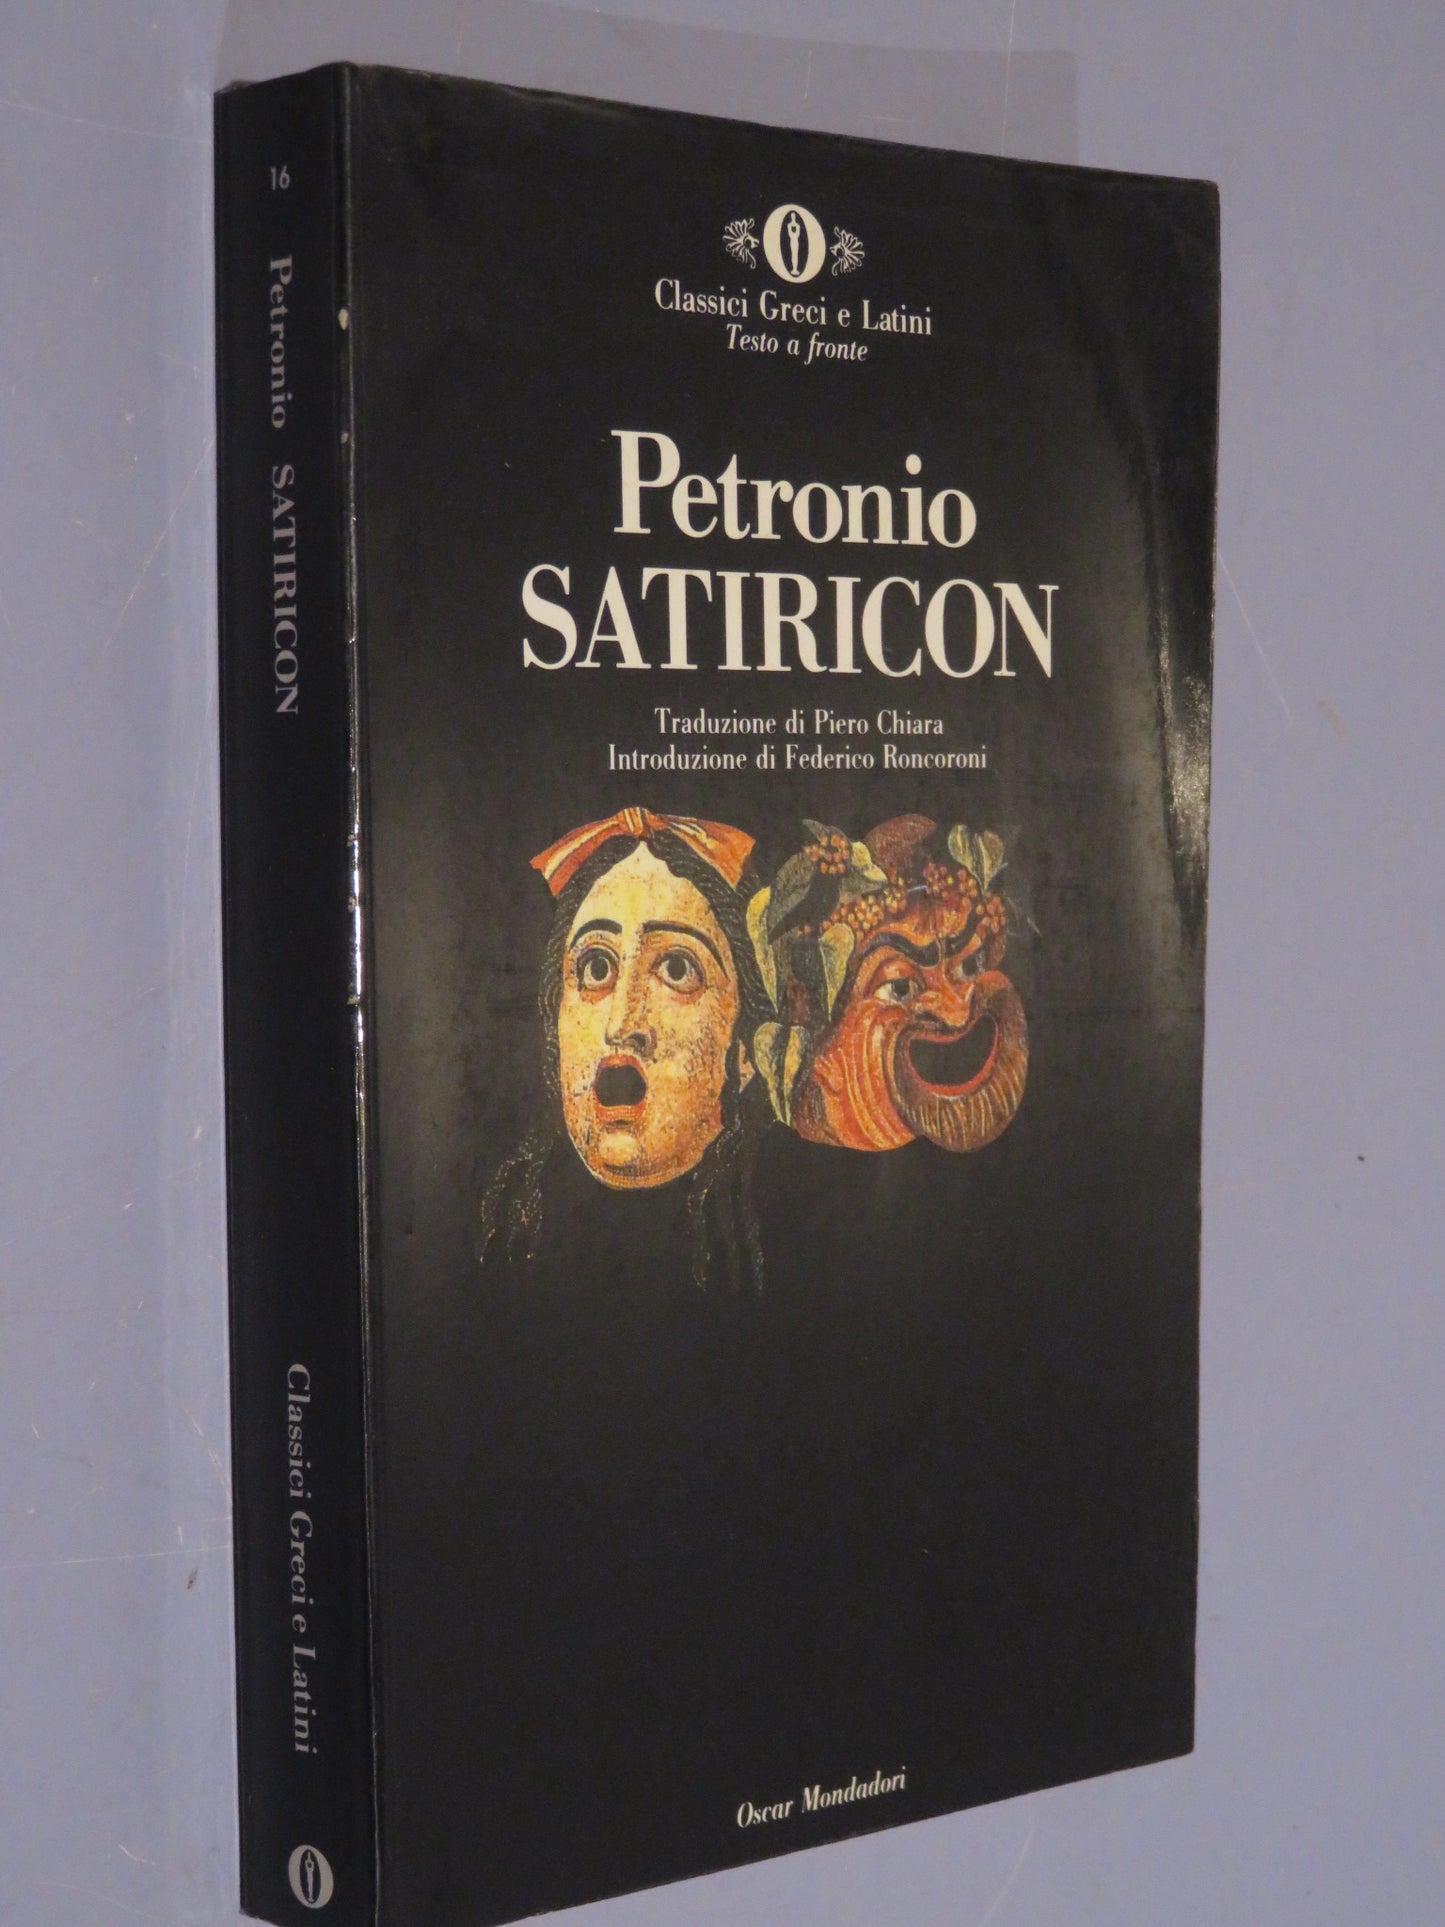 16
Petronio SATIRICON
Classici Greci e Latini
Classici Greci e Latini
Testo a fronte
Petronio
SATIRICON
Traduzione di Piero Chiara
Introduzione di Federico Roncoroni
Oscar Mondadori